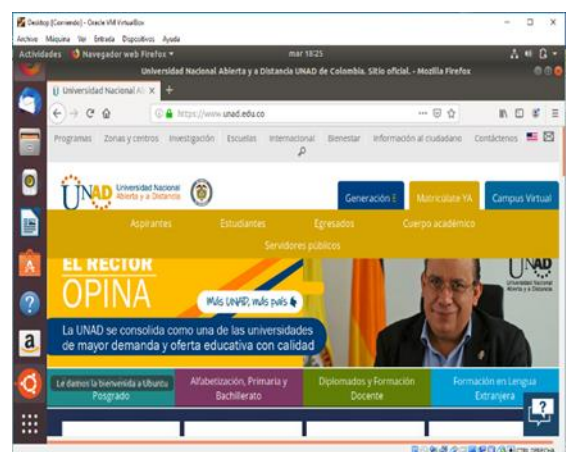 Desktop [Corriendo] - Oracle VM VirtualBox
Archivo Máquina Ver Entrada Dispositivos Ayuda
Actividades Navegador web Firefox mar 18:25
Universidad Nacional Abierta y a Distancia UNAD de Colombia. Sitio oficial. - Mozilla Firefox
Universidad Nacional Ab
https://www.unad.edu.co
Programas Zonas y centros Investigación Escuelas Internacional Bienestar Información al ciudadano Contáctenos
UNAD Universidad Nacional
Abierta y a Distancia
Generación E Matricúlate YA Campus Virtual
Aspirantes Estudiantes Egresados Cuerpo académico
Servidores públicos
EL RECTOR
OPINA
Más UNAD, más país
UNAD
Universidad Nacional
Abierta y a Distancia
La UNAD se consolida como una de las universidades
de mayor demanda y oferta educativa con calidad
Le damos la bienvenida a Ubuntu
Posgrado
Alfabetización, Primaria y
Bachillerato
Diplomados y Formación
Docente
Formación en Lengua
Extranjera
CTRL DERECHA